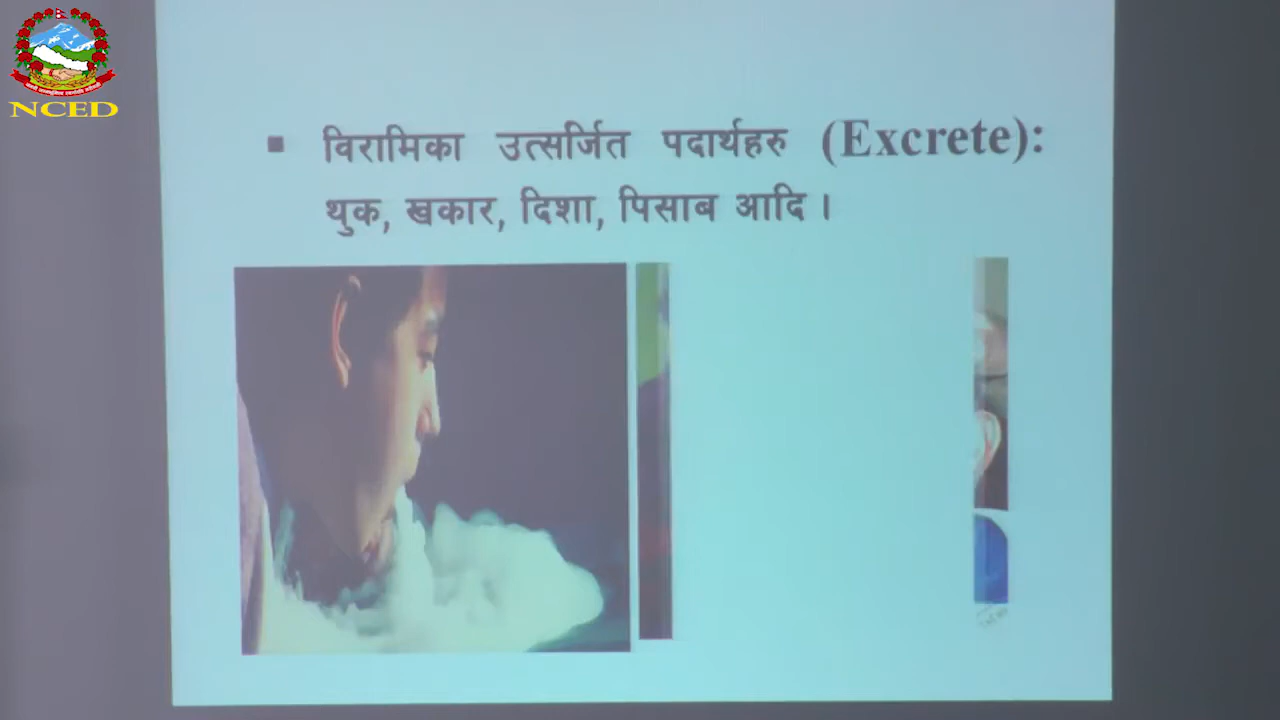 NCED
▪ विरामिका उत्सर्जित पदार्थहरु (Excrete):
थुक, खकार, दिशा, पिसाब आदि ।